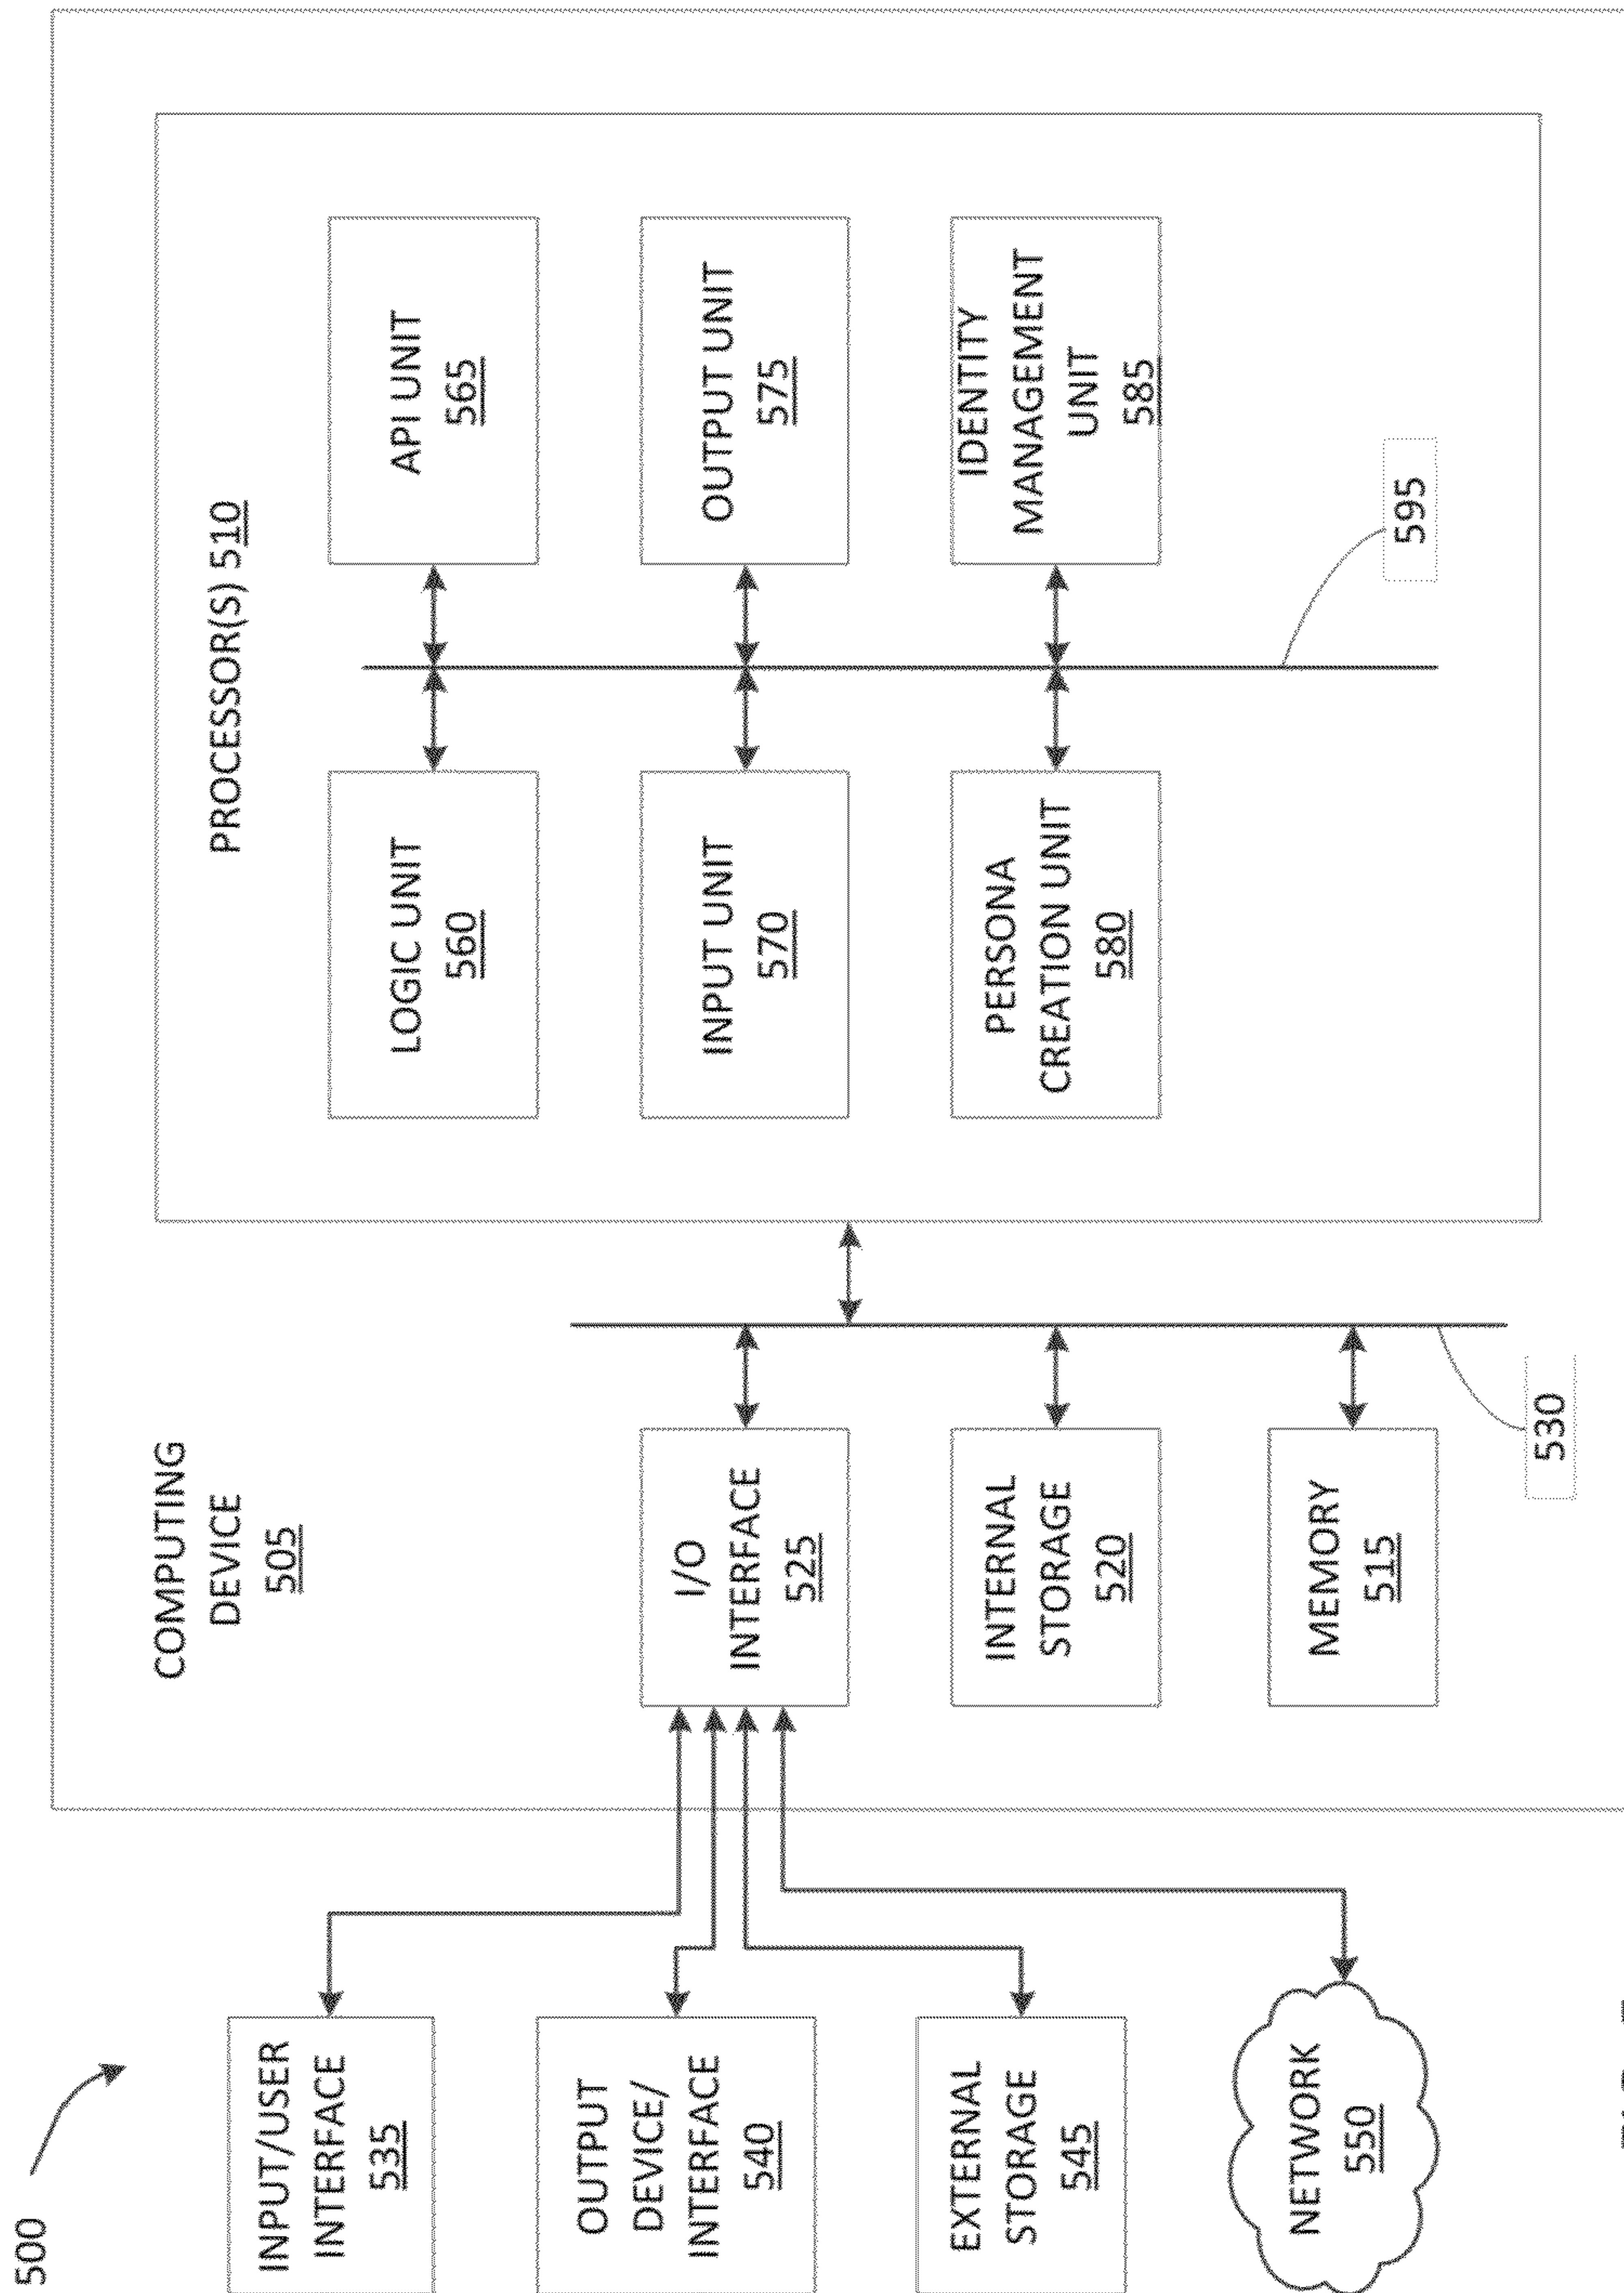 500
INPUT/USER
INTERFACE
535
OUTPUT
DEVICE/
INTERFACE
540
EXTERNAL
STORAGE
545
NETWORK
550
COMPUTING
DEVICE
505
I/O
INTERFACE
525
INTERNAL
STORAGE
520
MEMORY
515
530
PROCESSOR(S) 510
LOGIC UNIT
560
API UNIT
565
INPUT UNIT
570
OUTPUT UNIT
575
PERSONA
CREATION UNIT
580
IDENTITY
MANAGEMENT
UNIT
585
595